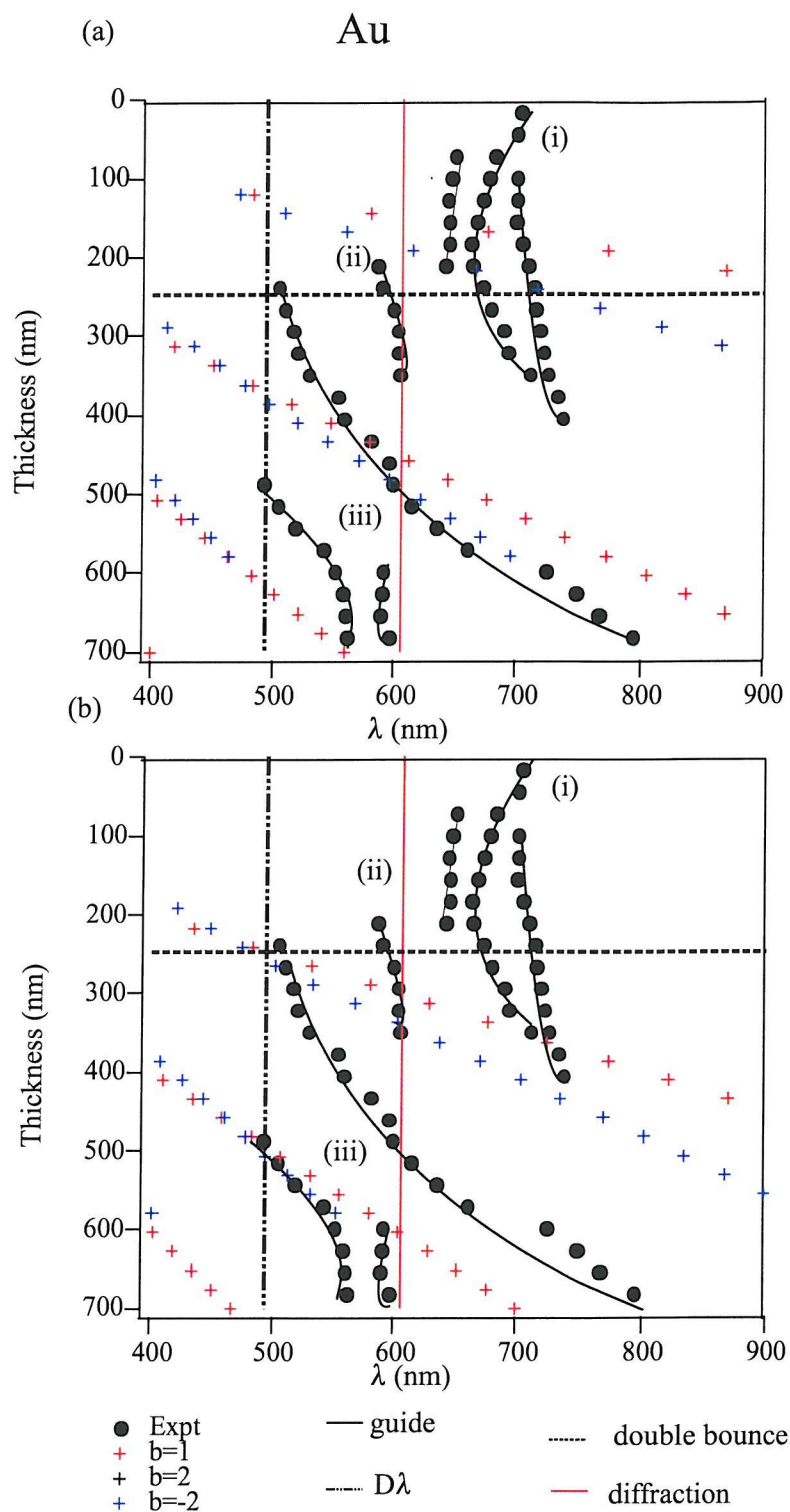 (a)
Au
0
100
200
300
400
500
600
700
Thickness (nm)
(i)
(ii)
(iii)
400
500
600
700
800
900
λ (nm)
(b)
0
100
200
300
400
500
600
700
Thickness (nm)
(i)
(ii)
(iii)
400
500
600
700
800
900
λ (nm)
Expt
b=1
b=2
b=-2
guide
Dλ
double bounce
diffraction